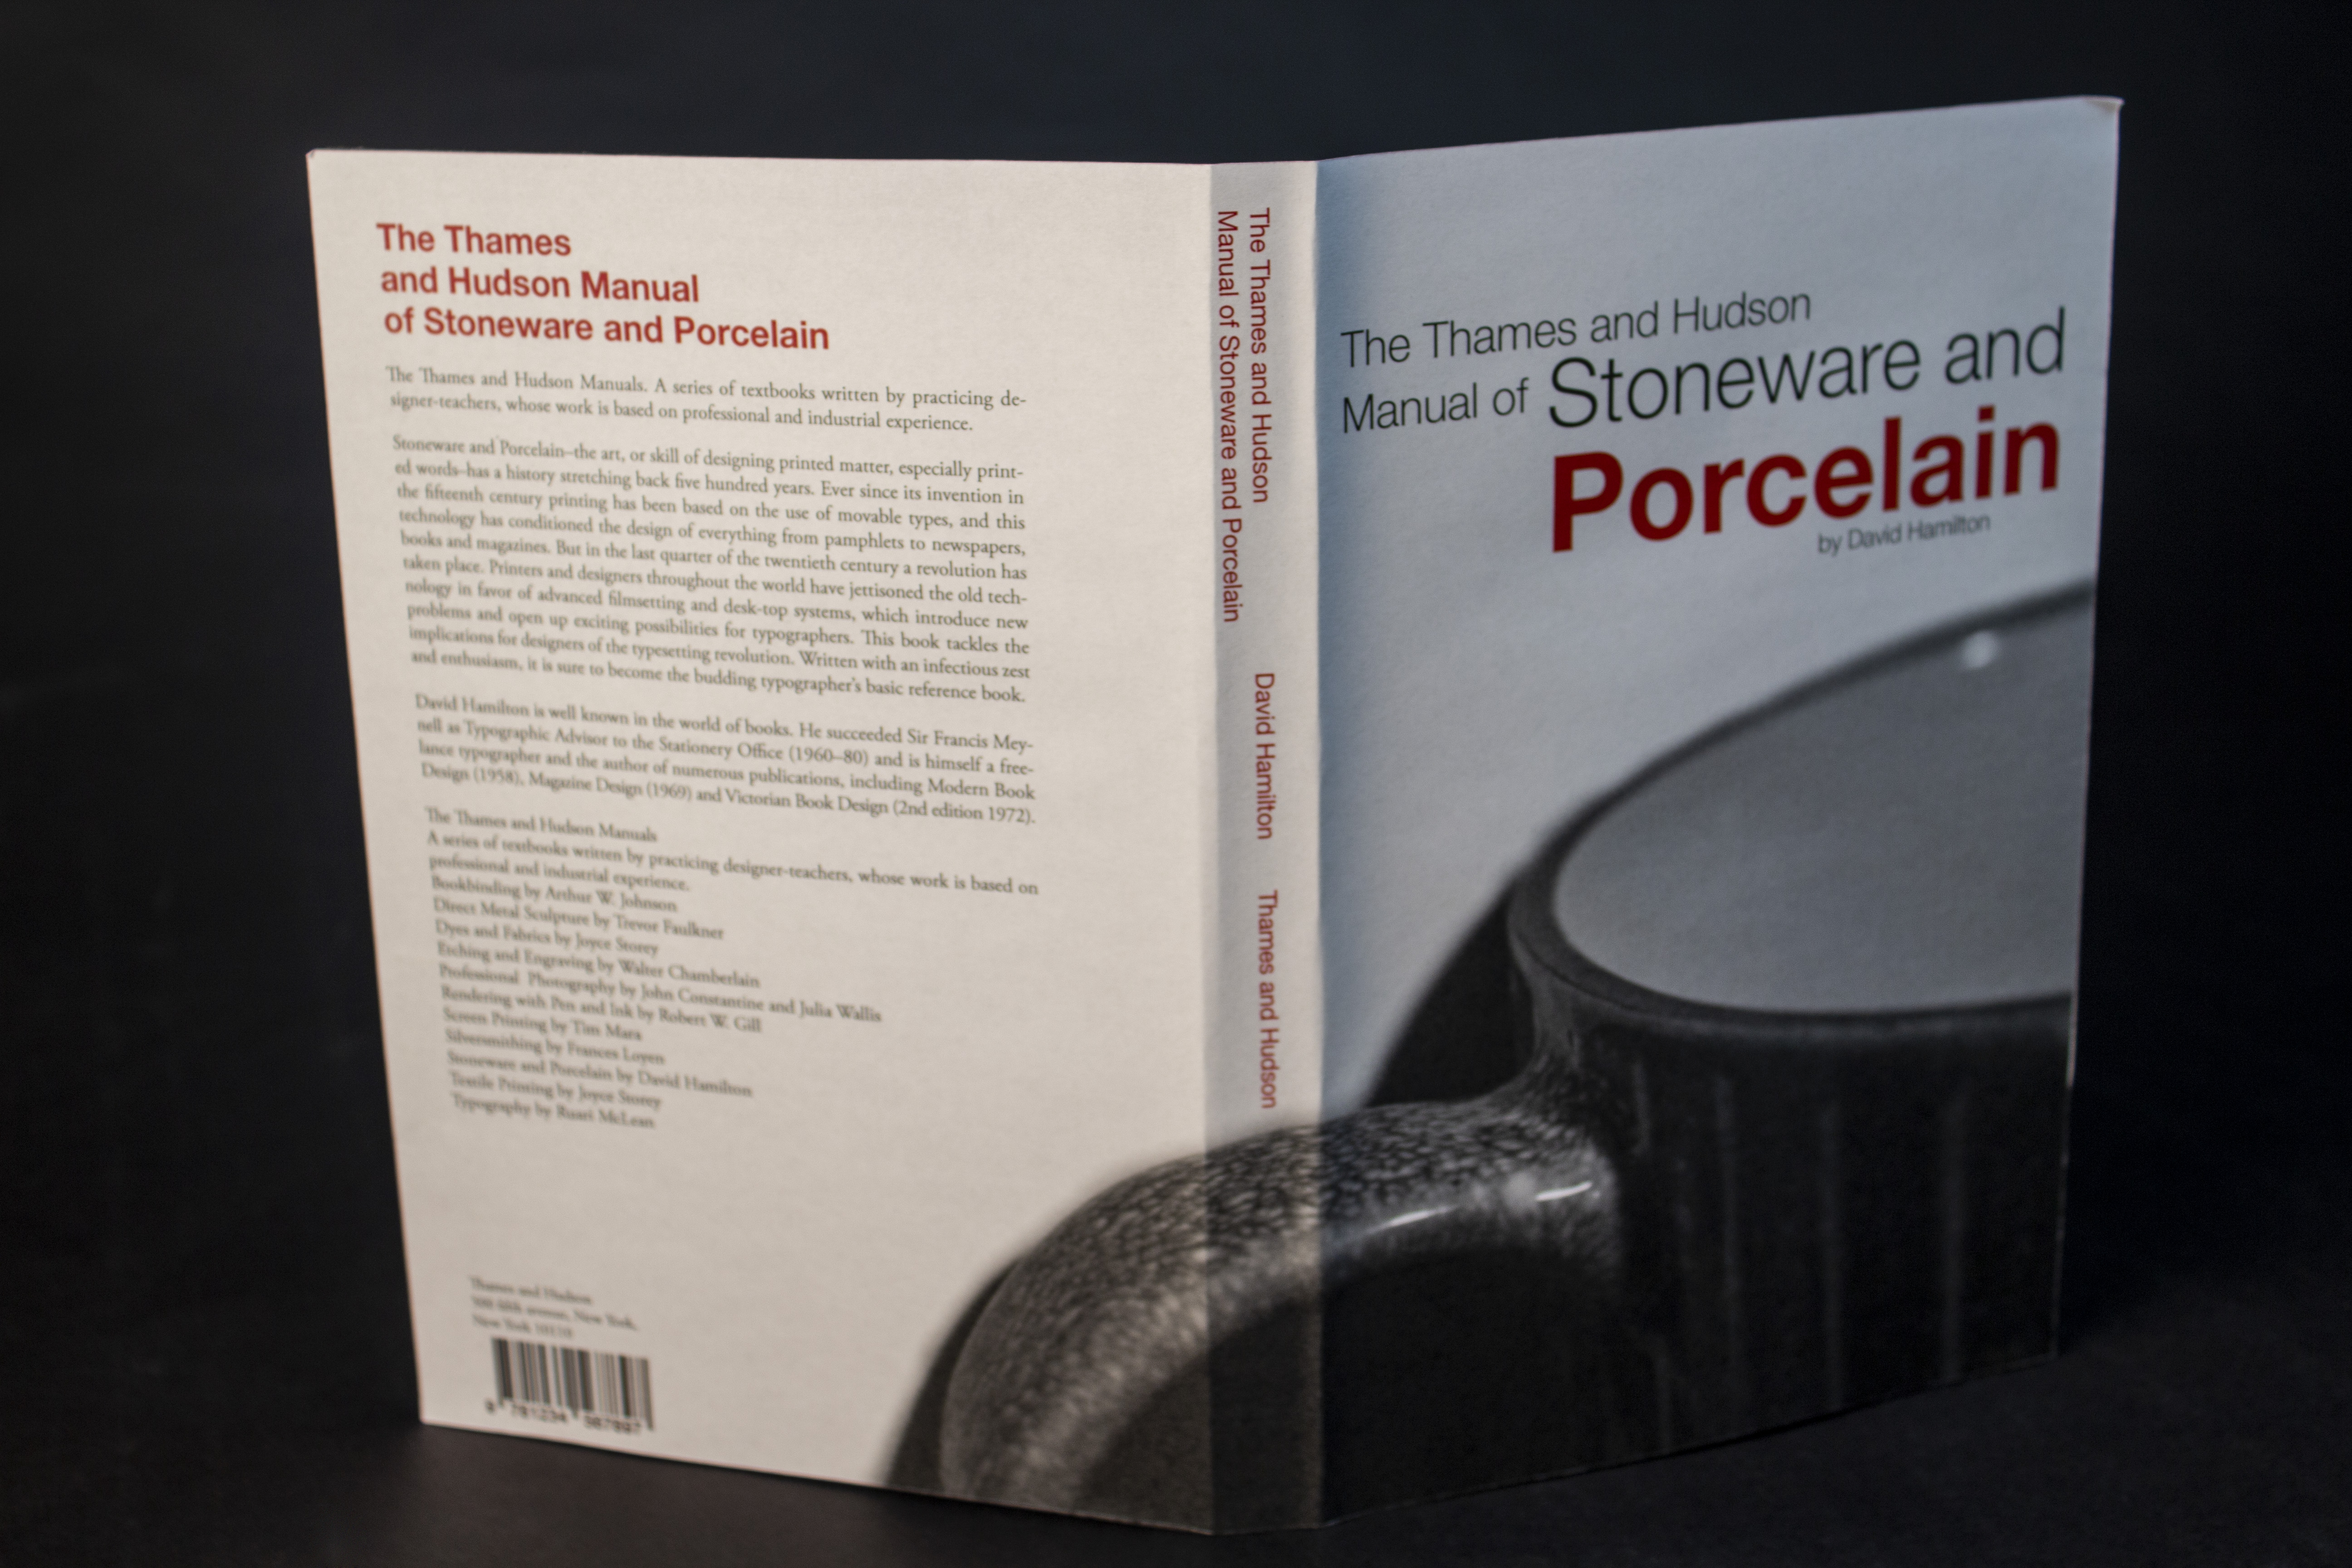 The Thames
and Hudson Manual
of Stoneware and Porcelain
The Thames and Hudson Manuals. A series of textbooks written by practicing de-
signer-teachers, whose work is based on professional and industrial experience.
Stoneware and Porcelain–the art, or skill of designing printed matter, especially print-
ed words–has a history stretching back five hundred years. Ever since its invention in
the fifteenth century printing has been based on the use of movable types, and this
technology has conditioned the design of everything from pamphlets to newspapers,
books and magazines. But in the last quarter of the twentieth century a revolution has
taken place. Printers and designers throughout the world have jettisoned the old tech-
nology in favor of advanced filmsetting and desk-top systems, which introduce new
problems and open up exciting possibilities for typographers. This book tackles the
implications for designers of the typesetting revolution. Written with an infectious zest
and enthusiasm, it is sure to become the budding typographer's basic reference book.
David Hamilton is well known in the world of books. He succeeded Sir Francis Mey-
nell as Typographic Advisor to the Stationery Office (1960–80) and is himself a free-
lance typographer and the author of numerous publications, including Modern Book
Design (1958), Magazine Design (1969) and Victorian Book Design (2nd edition 1972).
The Thames and Hudson Manuals
A series of textbooks written by practicing designer-teachers, whose work is based on
professional and industrial experience.
Bookbinding by Arthur W. Johnson
Direct Metal Sculpture by Trevor Faulkner
Dyes and Fabrics by Joyce Storey
Etching and Engraving by Walter Chamberlain
Professional Photography by John Constantine and Julia Wallis
Rendering with Pen and Ink by Robert W. Gill
Screen Printing by Tim Mara
Silversmithing by Frances Loyen
Stoneware and Porcelain by David Hamilton
Textile Printing by Joyce Storey
Typography by Ruari McLean
Thames and Hudson
500 fifth avenue, New York,
New York 10110
9 781234 567897
The Thames and Hudson
Manual of Stoneware and Porcelain
David Hamilton
Thames and Hudson
The Thames and Hudson
Manual of Stoneware and
Porcelain
by David Hamilton